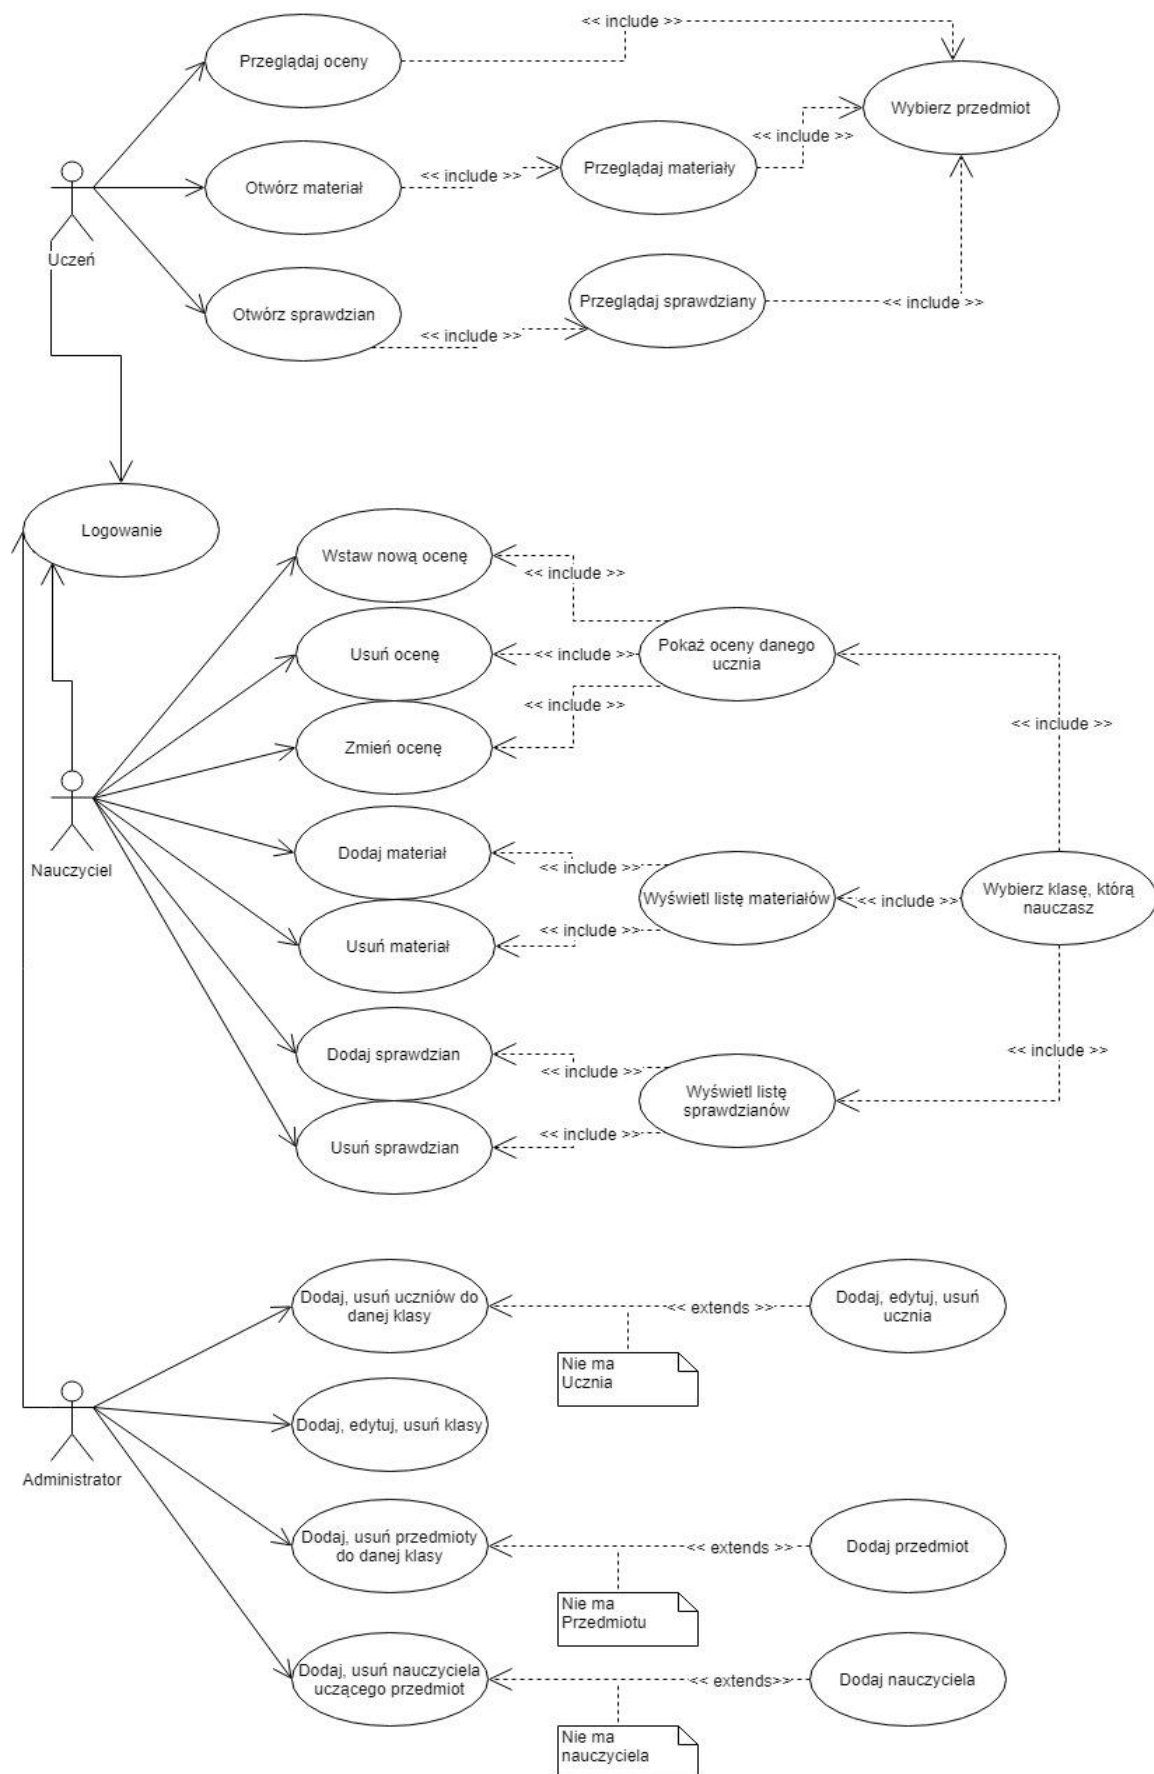 << include >>
Przeglądaj oceny
Wybierz przedmiot
<< include >>
Otwórz materiał
<< include >>
Przeglądaj materiały
Uczeń
Przeglądaj sprawdziany
<< include >>
Otwórz sprawdzian
<< include >>
Logowanie
Wstaw nową ocenę
<< include >>
Usuń ocenę
<< include >>
Pokaż oceny danego
ucznia
<< include >>
Zmień ocenę
<< include >>
Nauczyciel
Dodaj materiał
<< include >>
Wyświetl listę materiałów
<< include >>
Wybierz klasę, którą
nauczasz
Usuń materiał
<< include >>
Dodaj sprawdzian
<< include >>
<< include >>
Wyświetl listę
sprawdzianów
Usuń sprawdzian
<< include >>
Dodaj, usuń uczniów do
danej klasy
<< extends >>
Dodaj, edytuj, usuń
ucznia
Nie ma
Ucznia
Dodaj, edytuj, usuń klasy
Administrator
Dodaj, usuń przedmioty
do danej klasy
<< extends >>
Dodaj przedmiot
Nie ma
Przedmiotu
Dodaj, usuń nauczyciela
uczącego przedmiot
<< extends>>
Dodaj nauczyciela
Nie ma
nauczyciela